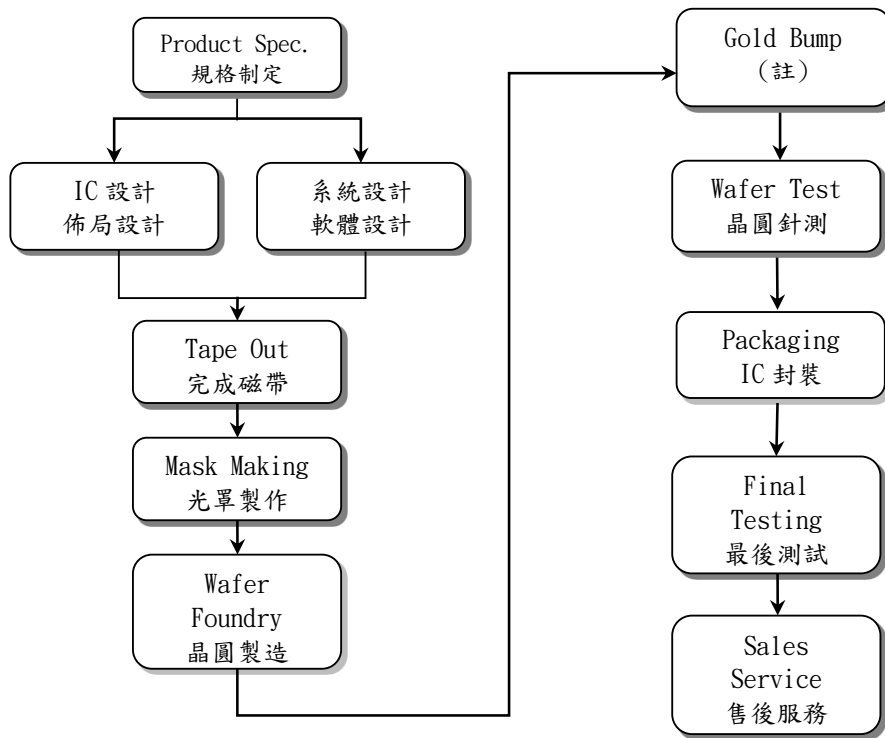 Product Spec.
規格制定
IC 設計
佈局設計
系統設計
軟體設計
Tape Out
完成磁帶
Mask Making
光罩製作
Wafer
Foundry
晶圓製造
Gold Bump
(註)
Wafer Test
晶圓針測
Packaging
IC 封裝
Final
Testing
最後測試
Sales
Service
售後服務